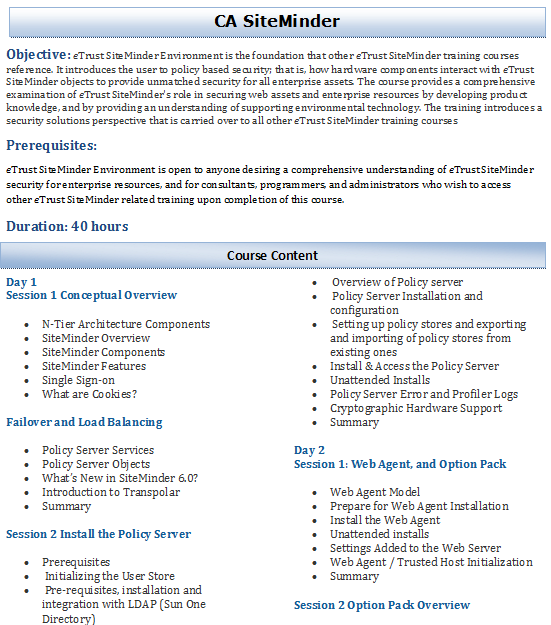 CA SiteMinder
Objective: eTrust SiteMinder Environment is the foundation that other eTrust SiteMinder training courses
reference. It introduces the user to policy based security; that is, how hardware components interact with eTrust
SiteMinder objects to provide unmatched security for all enterprise assets. The course provides a comprehensive
examination of eTrust SiteMinder's role in securing web assets and enterprise resources by developing product
knowledge, and by providing an understanding of supporting environmental technology. The training introduces a
security solutions perspective that is carried over to all other eTrust SiteMinder training courses
Prerequisites:
eTrust SiteMinder Environment is open to anyone desiring a comprehensive understanding of eTrust SiteMinder
security for enterprise resources, and for consultants, programmers, and administrators who wish to access
other eTrust SiteMinder related training upon completion of this course.
Duration: 40 hours
Course Content
Day 1
Session 1 Conceptual Overview
• N-Tier Architecture Components
• SiteMinder Overview
• SiteMinder Components
• SiteMinder Features
• Single Sign-on
• What are Cookies?
Failover and Load Balancing
• Policy Server Services
• Policy Server Objects
• What's New in SiteMinder 6.0?
• Introduction to Transpolar
• Summary
Session 2 Install the Policy Server
• Prerequisites
• Initializing the User Store
• Pre-requisites, installation and
integration with LDAP (Sun One
Directory)
• Overview of Policy server
• Policy Server Installation and
configuration
• Setting up policy stores and exporting
and importing of policy stores from
existing ones
• Install & Access the Policy Server
• Unattended Installs
• Policy Server Error and Profiler Logs
• Cryptographic Hardware Support
• Summary
Day 2
Session 1: Web Agent, and Option Pack
• Web Agent Model
• Prepare for Web Agent Installation
• Install the Web Agent
• Unattended installs
• Settings Added to the Web Server
• Web Agent / Trusted Host Initialization
• Summary
Session 2 Option Pack Overview